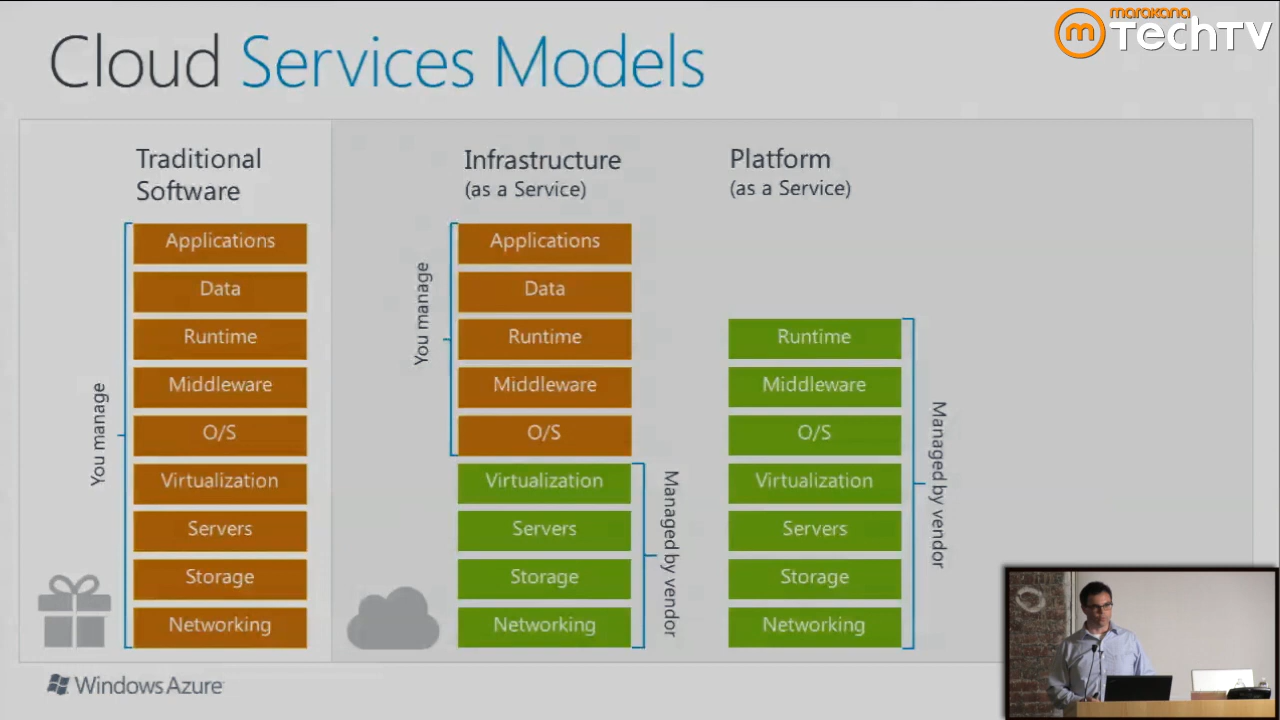 marakana
TechTV
Cloud Services Models
Traditional
Software
Applications
Data
Runtime
Middleware
O/S
Virtualization
Servers
Storage
Networking
You manage
Infrastructure
(as a Service)
Applications
Data
Runtime
Middleware
O/S
Virtualization
Servers
Storage
Networking
You manage
Managed by vendor
Platform
(as a Service)
Runtime
Middleware
O/S
Virtualization
Servers
Storage
Networking
Managed by vendor
Windows Azure